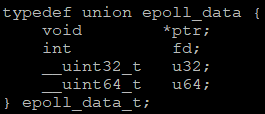 typedef union epoll_data {
    void        *ptr;
    int          fd;
    __uint32_t   u32;
    __uint64_t   u64;
} epoll_data_t;